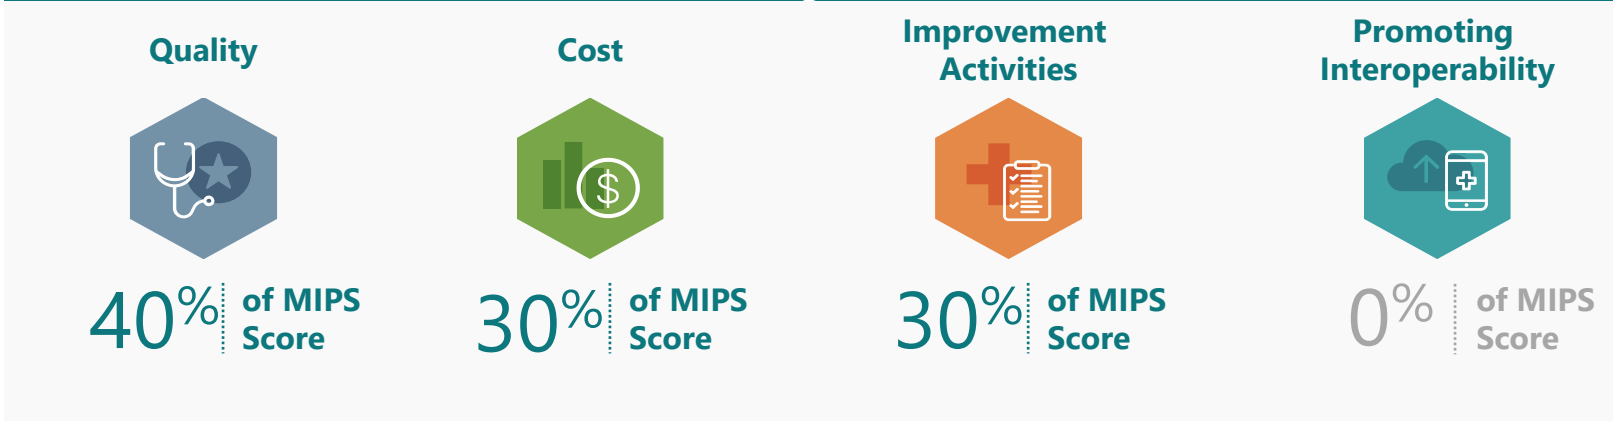 Quality
Cost
Improvement
Activities
Promoting
Interoperability
$
40% of MIPS
Score
30% of MIPS
Score
30% of MIPS
Score
0% of MIPS
Score